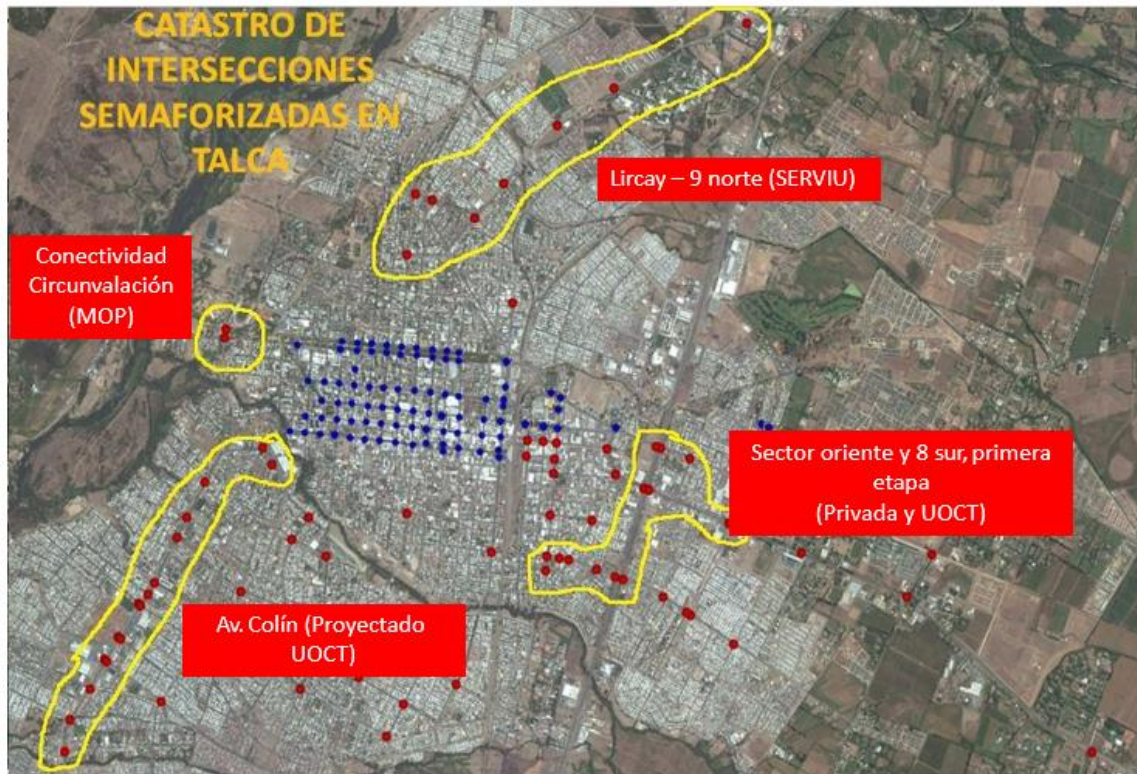 CATASTRO DE
INTERSECCIONES
SEMAFORIZADAS EN
TALCA
Lircay – 9 norte (SERVIU)
Conectividad
Circunvalación
(MOP)
Sector oriente y 8 sur, primera
etapa
(Privada y UOCT)
Av. Colín (Proyectado
UOCT)